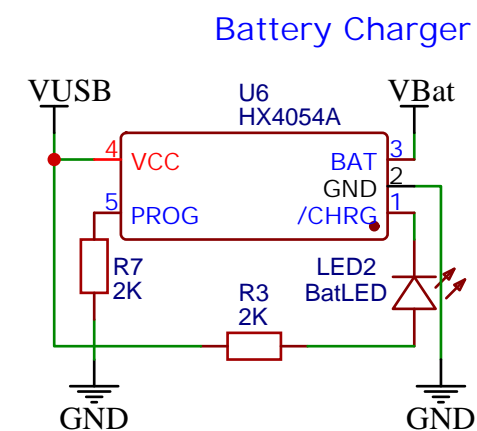 Battery Charger
VUSB
U6
HX4054A
VBat
4
VCC
BAT
3
GND
2
5
PROG
/CHRG
1
R7
2K
R3
2K
LED2
BatLED
GND
GND